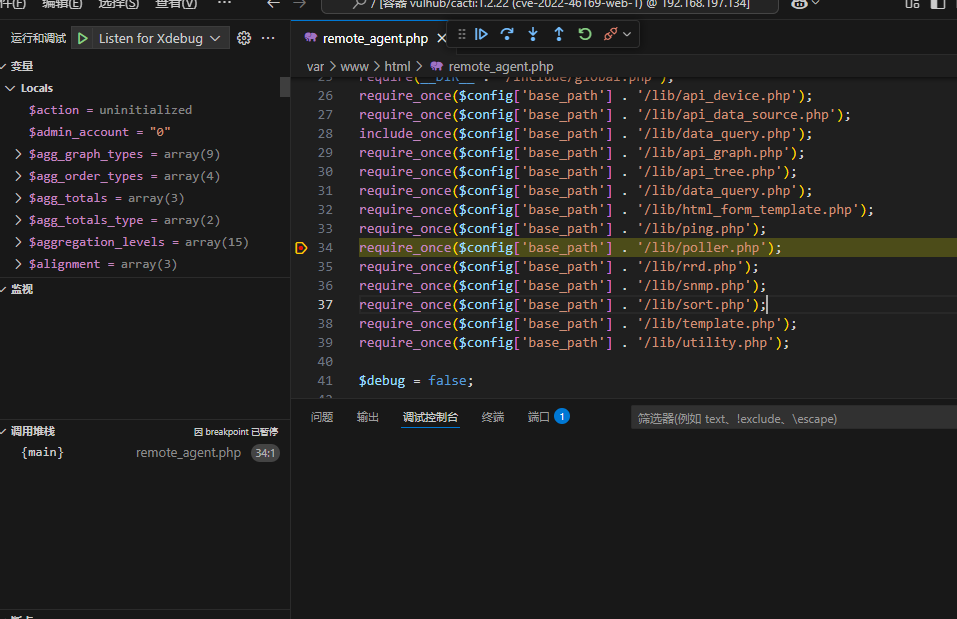 件(F) 编辑(E) 选择(S) 查看(V) ··· ← → / [容器 vulhub/cacti:1.2.22 (cve-2022-46169-web-1) @ 192.168.197.134]
运行和调试 Listen for Xdebug ···
变量
Locals
$action = uninitialized
$admin_account = "0"
$agg_graph_types = array(9)
$agg_order_types = array(4)
$agg_totals = array(3)
$agg_totals_type = array(2)
$aggregation_levels = array(15)
$alignment = array(3)
监视
调用堆栈 因 breakpoint 已暂停
{main} remote_agent.php 34:1
remote_agent.php ×
var > www > html > remote_agent.php
25 require(__DIR__ . '/include/global.php');
26 require_once($config['base_path'] . '/lib/api_device.php');
27 require_once($config['base_path'] . '/lib/api_data_source.php');
28 include_once($config['base_path'] . '/lib/data_query.php');
29 require_once($config['base_path'] . '/lib/api_graph.php');
30 require_once($config['base_path'] . '/lib/api_tree.php');
31 require_once($config['base_path'] . '/lib/data_query.php');
32 require_once($config['base_path'] . '/lib/html_form_template.php');
33 require_once($config['base_path'] . '/lib/ping.php');
34 require_once($config['base_path'] . '/lib/poller.php');
35 require_once($config['base_path'] . '/lib/rrd.php');
36 require_once($config['base_path'] . '/lib/snmp.php');
37 require_once($config['base_path'] . '/lib/sort.php');
38 require_once($config['base_path'] . '/lib/template.php');
39 require_once($config['base_path'] . '/lib/utility.php');
40
41 $debug = false;
问题 输出 调试控制台 终端 端口 1
筛选器(例如 text、!exclude、\escape)